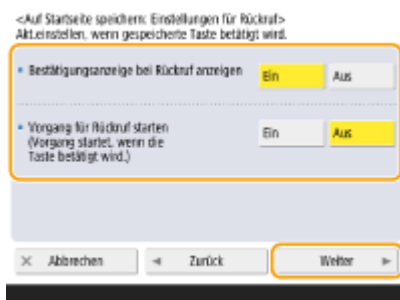 <Auf Startseite speichern: Einstellungen für Rückruf>
Akt.einstellen, wenn gespeicherte Taste betätigt wird.
Bestätigungsanzeige bei Rückruf anzeigen
Ein
Aus
Vorgang für Rückruf starten
(Vorgang startet, wenn die
Taste betätigt wird.)
Ein
Aus
Abbrechen
Zurück
Weiter